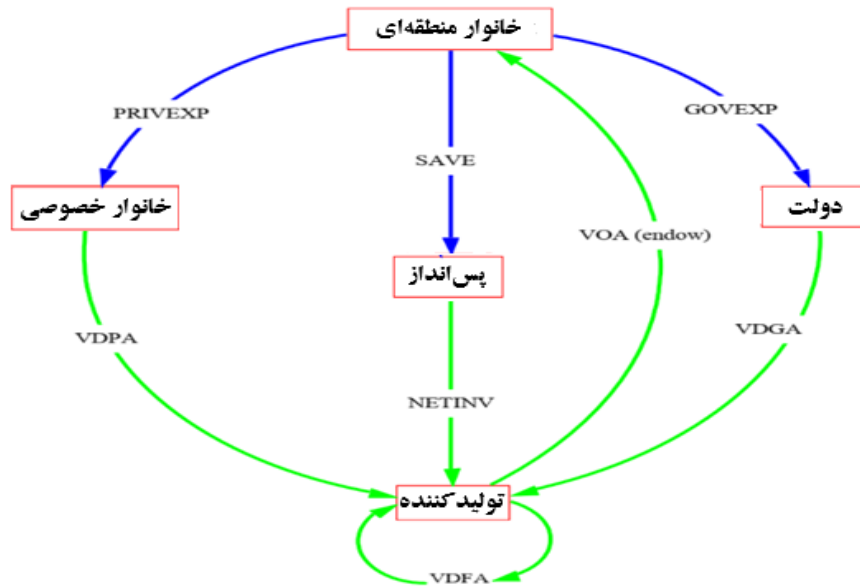 خانوار منطقه‌ای
PRIVEXP
GOVEXP
SAVE
خانوار خصوصی
دولت
VOA (endow)
پس‌انداز
VDPA
VDGA
NETINV
تولیدکننده
VDFA